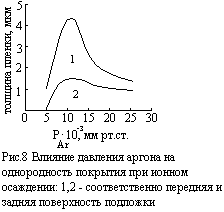 толщина пленки, мкм
5
4
3
2
1
1
2
0 5 10 15 20 25 30
P·10,мм рт.ст.
-3
Ar
Рис.8 Влияние давления аргона на
однородность покрытия при ионном
осаждении: 1,2 - соответственно передняя и
задняя поверхность подложки